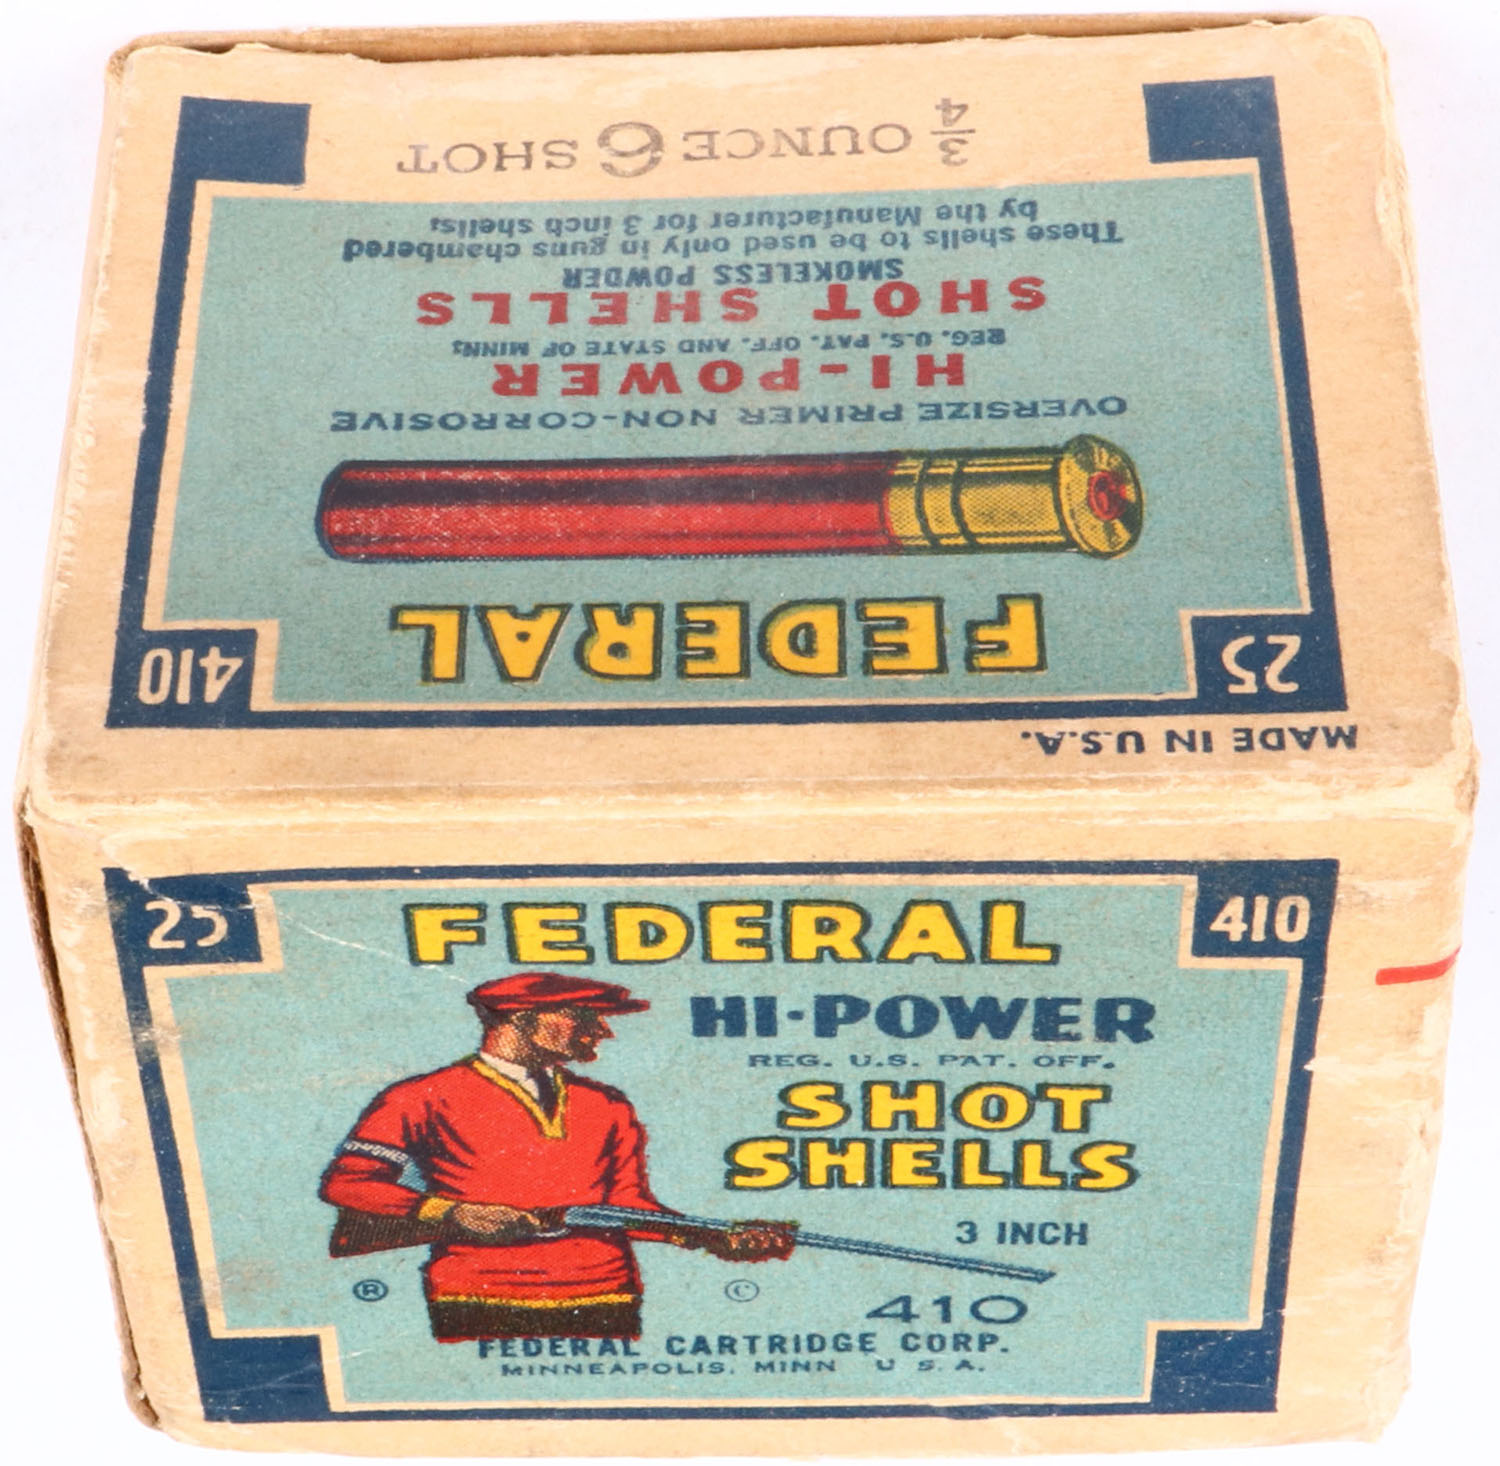 MADE IN U.S.A.
25
410
FEDERAL
OVERSIZE PRIMER NON-CORROSIVE
HI-POWER
REG. U.S. PAT. OFF. AND STATE OF MINN.
SHOT SHELLS
SMOKELESS POWDER
These shells to be used only in guns chambered
by the Manufacturer for 3 inch shells.
3/4 OUNCE 6 SHOT
25
410
FEDERAL
HI-POWER
REG. U.S. PAT. OFF.
SHOT
SHELLS
HI-POWER
3 INCH
® ©
410
FEDERAL CARTRIDGE CORP.
MINNEAPOLIS, MINN U.S.A.